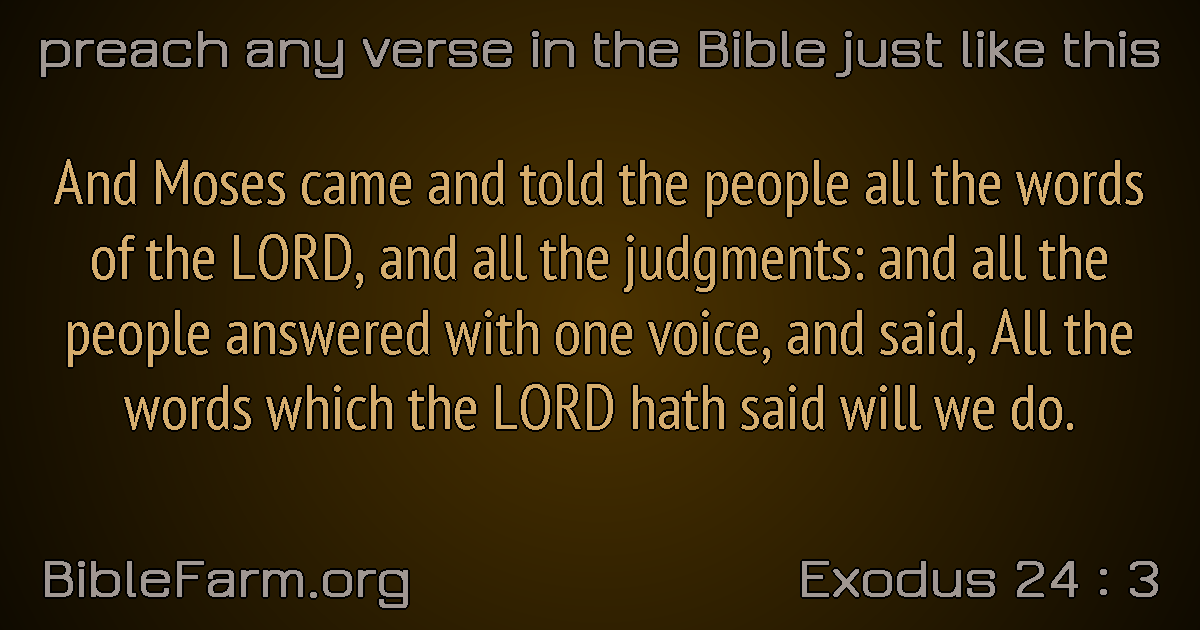 preach any verse in the Bible just like this
And Moses came and told the people all the words
of the LORD, and all the judgments: and all the
people answered with one voice, and said, All the
words which the LORD hath said will we do.
BibleFarm.org
Exodus 24 : 3